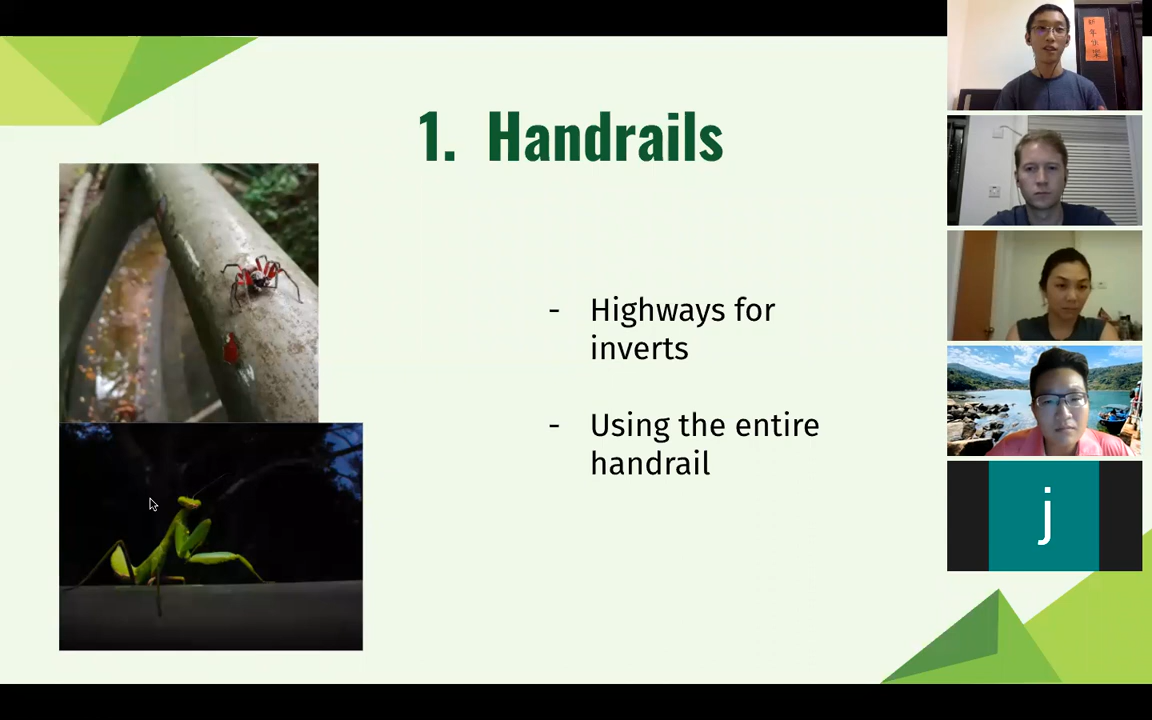 1. Handrails
- Highways for
inverts
- Using the entire
handrail
j